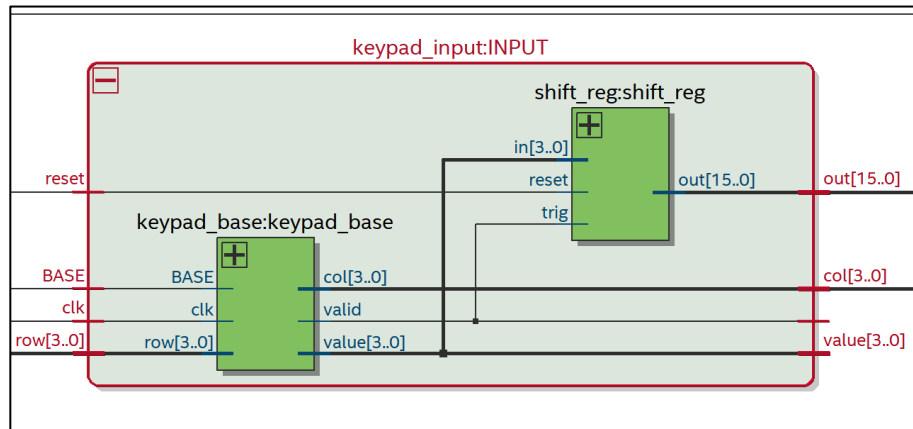 keypad_input:INPUT
shift_reg:shift_reg
in[3..0]
reset
reset
out[15..0]
out[15..0]
trig
keypad_base:keypad_base
BASE
BASE
col[3..0]
col[3..0]
clk
clk
valid
row[3..0]
row[3..0]
value[3..0]
value[3..0]